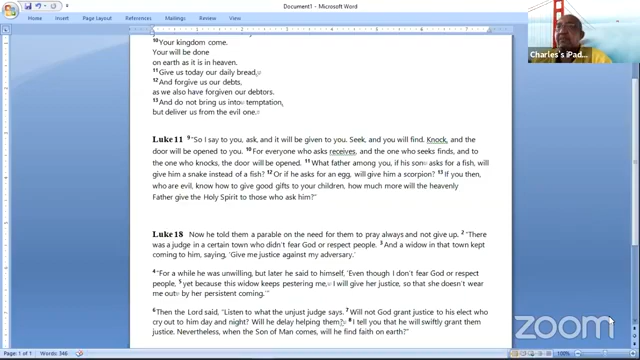 Document1 - Microsoft Word
Home Insert Page Layout References Mailings Review View
Charles's iPad...
10 Your kingdom come.
Your will be done
on earth as it is in heaven.
11 Give us today our daily bread,
12 And forgive us our debts,
as we also have forgiven our debtors.
13 And do not bring us into temptation,
but deliver us from the evil one.
Luke 11 9 "So I say to you, ask, and it will be given to you. Seek, and you will find. Knock, and the
door will be opened to you. 10 For everyone who asks receives, and the one who seeks finds, and to
the one who knocks, the door will be opened. 11 What father among you, if his son asks for a fish, will
give him a snake instead of a fish? 12 Or if he asks for an egg, will give him a scorpion? 13 If you then,
who are evil, know how to give good gifts to your children, how much more will the heavenly
Father give the Holy Spirit to those who ask him?"
Luke 18 Now he told them a parable on the need for them to pray always and not give up. 2 "There
was a judge in a certain town who didn't fear God or respect people. 3 And a widow in that town kept
coming to him, saying, 'Give me justice against my adversary.'
4 "For a while he was unwilling, but later he said to himself, 'Even though I don't fear God or respect
people, 5 yet because this widow keeps pestering me, I will give her justice, so that she doesn't wear
me out by her persistent coming.'"
6 Then the Lord said, "Listen to what the unjust judge says. 7 Will not God grant justice to his elect who
cry out to him day and night? Will he delay helping them? 8 I tell you that he will swiftly grant them
justice. Nevertheless, when the Son of Man comes, will he find faith on earth?"
zoom
Page: 1 of 1 Words: 346 100%